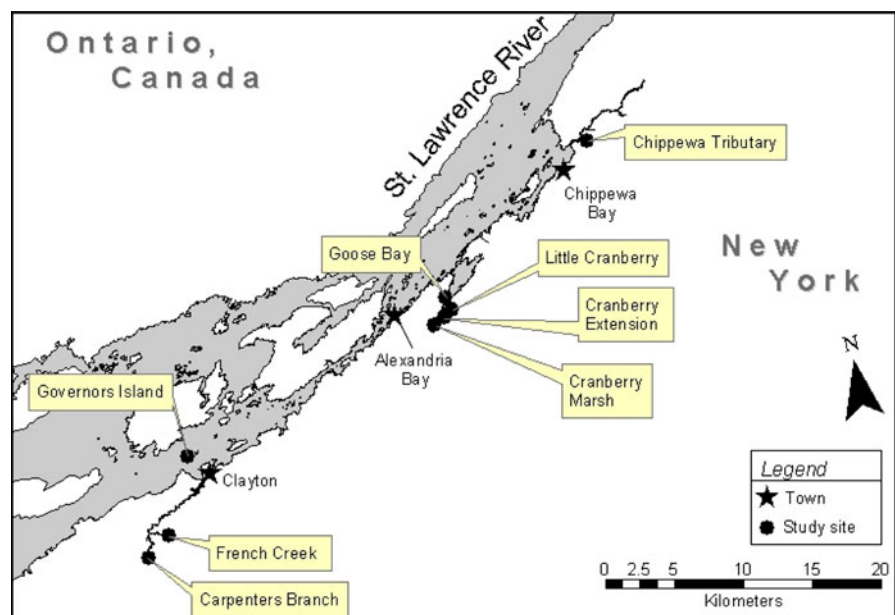 Ontario,
Canada
St. Lawrence River
Chippewa Tributary
Chippewa
Bay
Goose Bay
Little Cranberry
New
York
Cranberry
Extension
Alexandria
Bay
Cranberry
Marsh
N
Governors Island
Clayton
French Creek
Carpenters Branch
Legend
Town
Study site
0 2.5 5 10 15 20
Kilometers